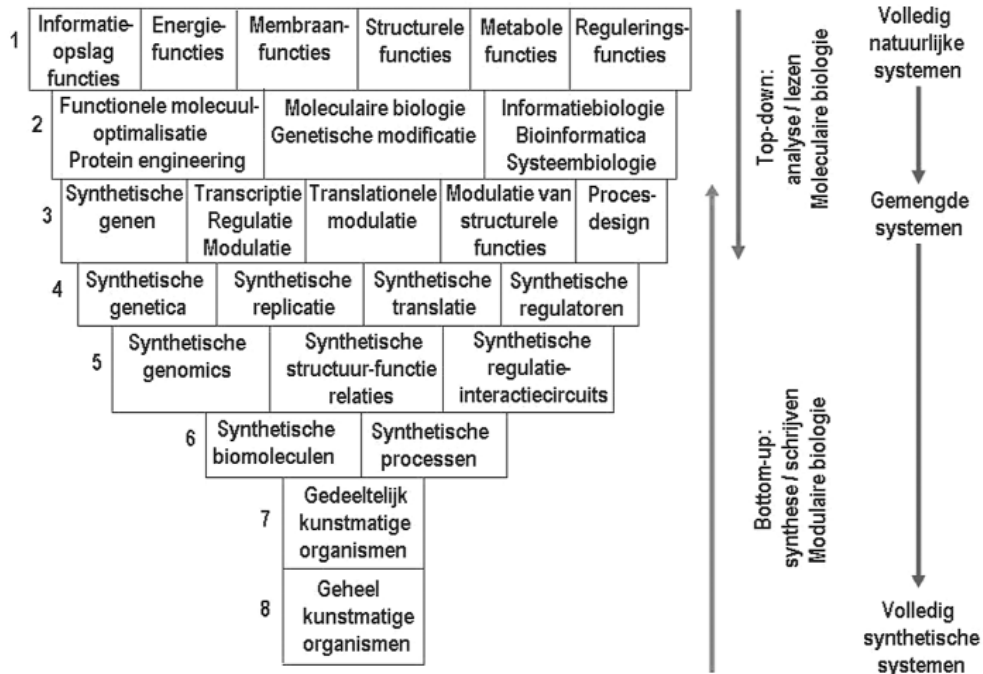 1
Informatie-
opslag
functies
Energie-
functies
Membraan-
functies
Structurele
functies
Metabole
functies
Regulerings-
functies
2
Functionele molecuul-
optimalisatie
Protein engineering
Moleculaire biologie
Genetische modificatie
Informatiebiologie
Bioinformatica
Systeembiologie
3
Synthetische
genen
Transcriptie
Regulatie
Modulatie
Translationele
modulatie
Modulatie van
structurele
functies
Proces-
design
4
Synthetische
genetica
Synthetische
replicatie
Synthetische
translatie
Synthetische
regulatoren
5
Synthetische
genomics
Synthetische
structuur-functie
relaties
Synthetische
regulatie-
interactiecircuits
6
Synthetische
biomoleculen
Synthetische
processen
7
Gedeeltelijk
kunstmatige
organismen
8
Geheel
kunstmatige
organismen
Top-down:
analyse / lezen
Moleculaire biologie
Bottom-up:
synthese / schrijven
Modulaire biologie
Volledig
natuurlijke
systemen
Gemengde
systemen
Volledig
synthetische
systemen